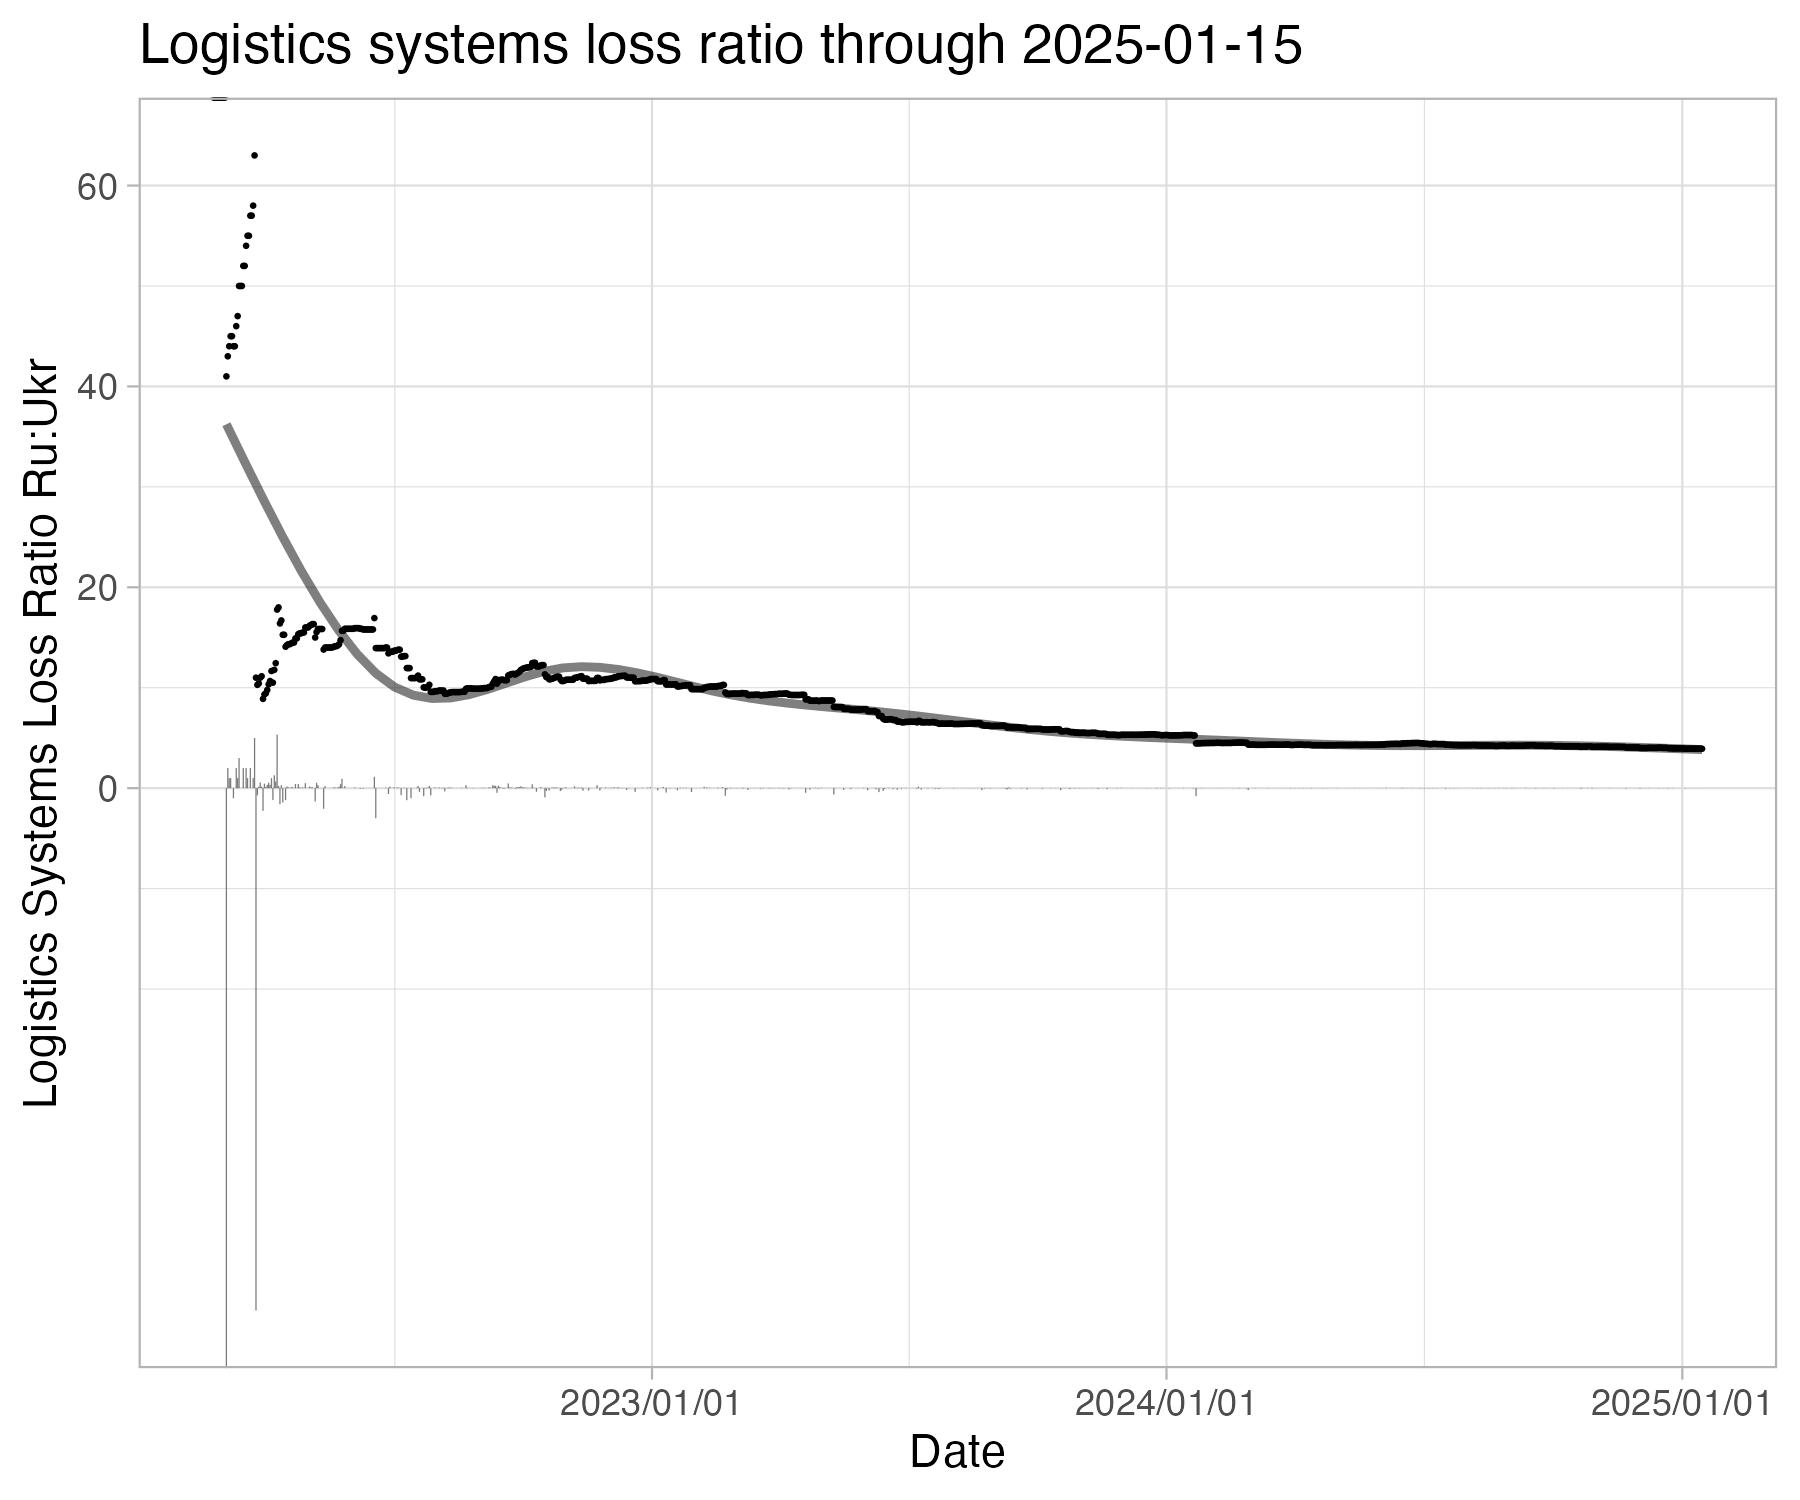 Logistics systems loss ratio through 2025-01-15
Logistics Systems Loss Ratio Ru:Ukr
60
40
20
0
2023/01/01
2024/01/01
2025/01/01
Date